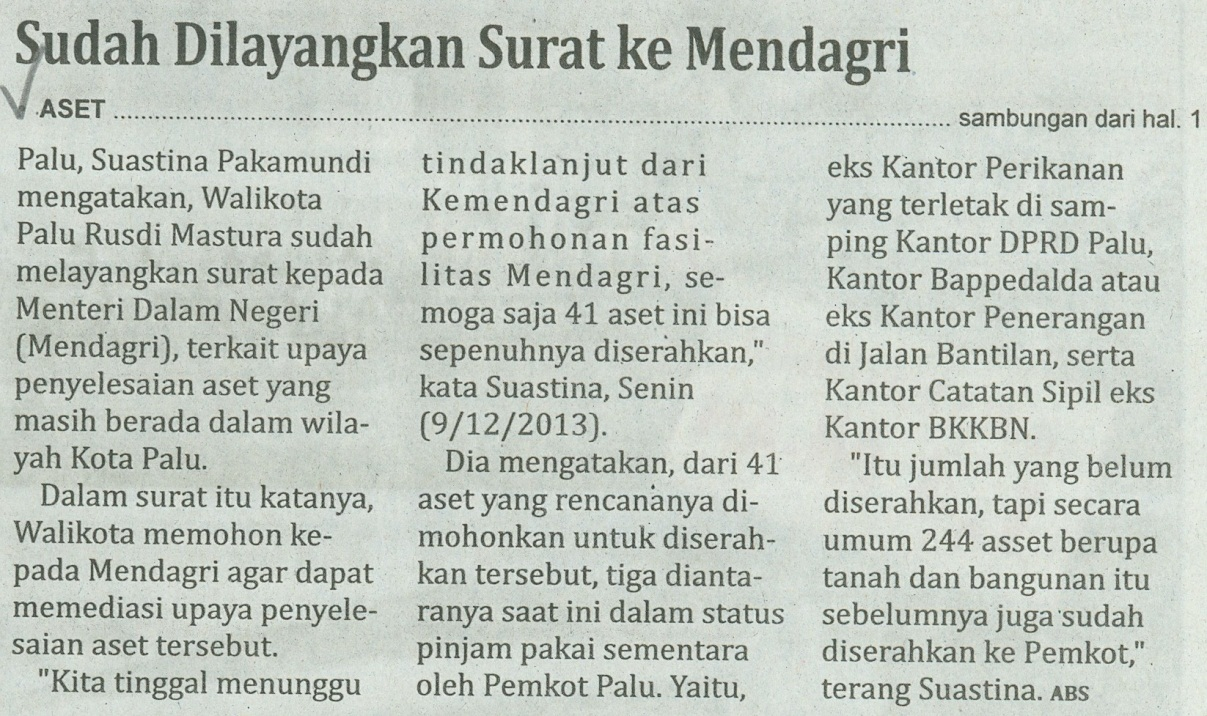 Sudah Dilayangkan Surat ke Mendagri
ASET ........................................................................................................ sambungan dari hal. 1
Palu, Suastina Pakamundi
mengatakan, Walikota
Palu Rusdi Mastura sudah
melayangkan surat kepada
Menteri Dalam Negeri
(Mendagri), terkait upaya
penyelesaian aset yang
masih berada dalam wila-
yah Kota Palu.
Dalam surat itu katanya,
Walikota memohon ke-
pada Mendagri agar dapat
memediasi upaya penyele-
saian aset tersebut.
"Kita tinggal menunggu
tindaklanjut dari
Kemendagri atas
permohonan fasi-
litas Mendagri, se-
moga saja 41 aset ini bisa
sepenuhnya diserahkan,"
kata Suastina, Senin
(9/12/2013).
Dia mengatakan, dari 41
aset yang rencananya di-
mohonkan untuk diserah-
kan tersebut, tiga dianta-
ranya saat ini dalam status
pinjam pakai sementara
oleh Pemkot Palu. Yaitu,
eks Kantor Perikanan
yang terletak di sam-
ping Kantor DPRD Palu,
Kantor Bappedalda atau
eks Kantor Penerangan
di Jalan Bantilan, serta
Kantor Catatan Sipil eks
Kantor BKKBN.
"Itu jumlah yang belum
diserahkan, tapi secara
umum 244 asset berupa
tanah dan bangunan itu
sebelumnya juga sudah
diserahkan ke Pemkot,"
terang Suastina. ABS